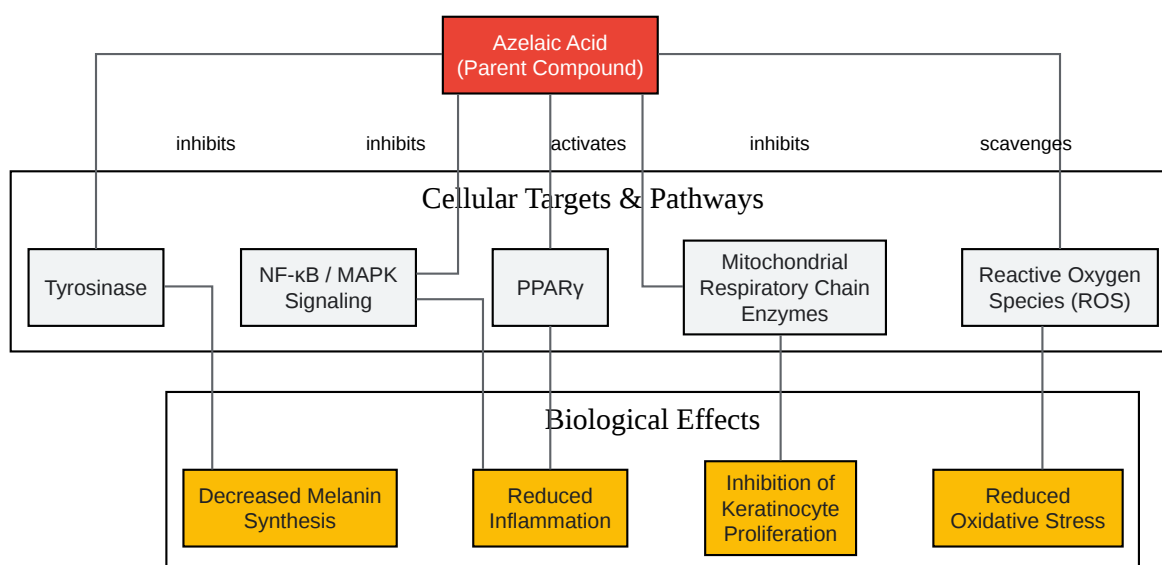 Azelaic Acid
(Parent Compound)
inhibits
inhibits
activates
inhibits
scavenges
Cellular Targets & Pathways
Tyrosinase
NF-κB / MAPK
Signaling
PPARγ
Mitochondrial
Respiratory Chain
Enzymes
Reactive Oxygen
Species (ROS)
Biological Effects
Decreased Melanin
Synthesis
Reduced
Inflammation
Inhibition of
Keratinocyte
Proliferation
Reduced
Oxidative Stress